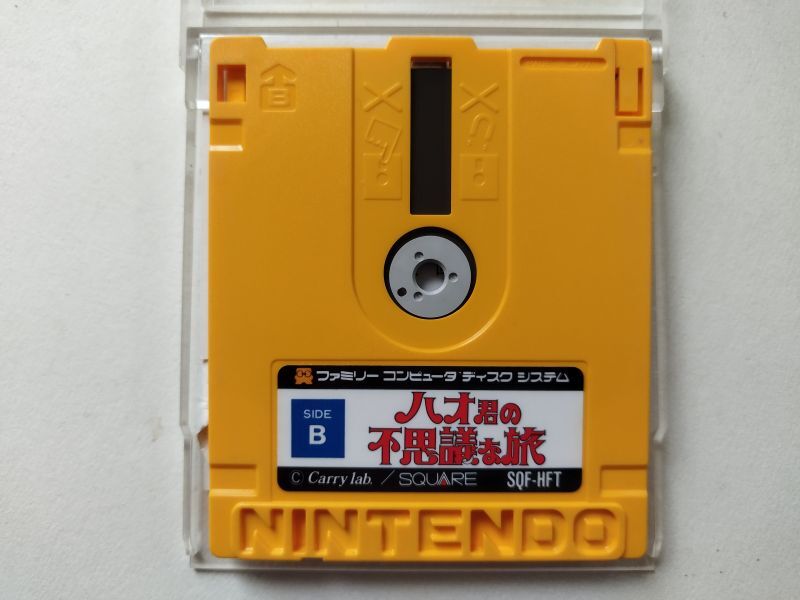 B
ファミリー コンピュータ ディスク システム
SIDE
B
ハオ君の
不思議な旅
© Carry lab. / SQUARE SQF-HFT
NINTENDO